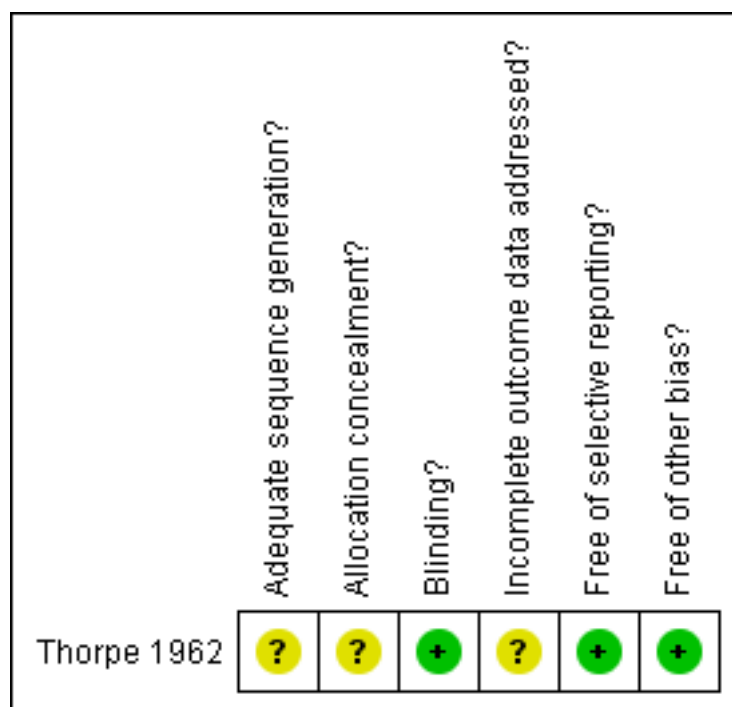 Adequate sequence generation?
Allocation concealment?
Blinding?
Incomplete outcome data addressed?
Free of selective reporting?
Free of other bias?
Thorpe 1962 ? ? + ? + +